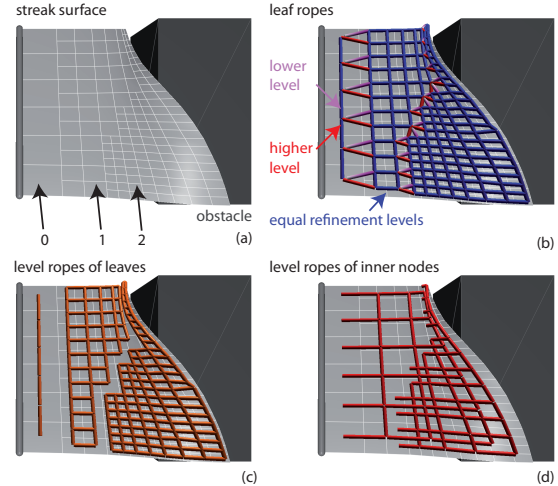 streak surface
leaf ropes
lower
level
higher
level
obstacle
equal refinement levels
0
1
2
(a)
(b)
level ropes of leaves
level ropes of inner nodes
(c)
(d)